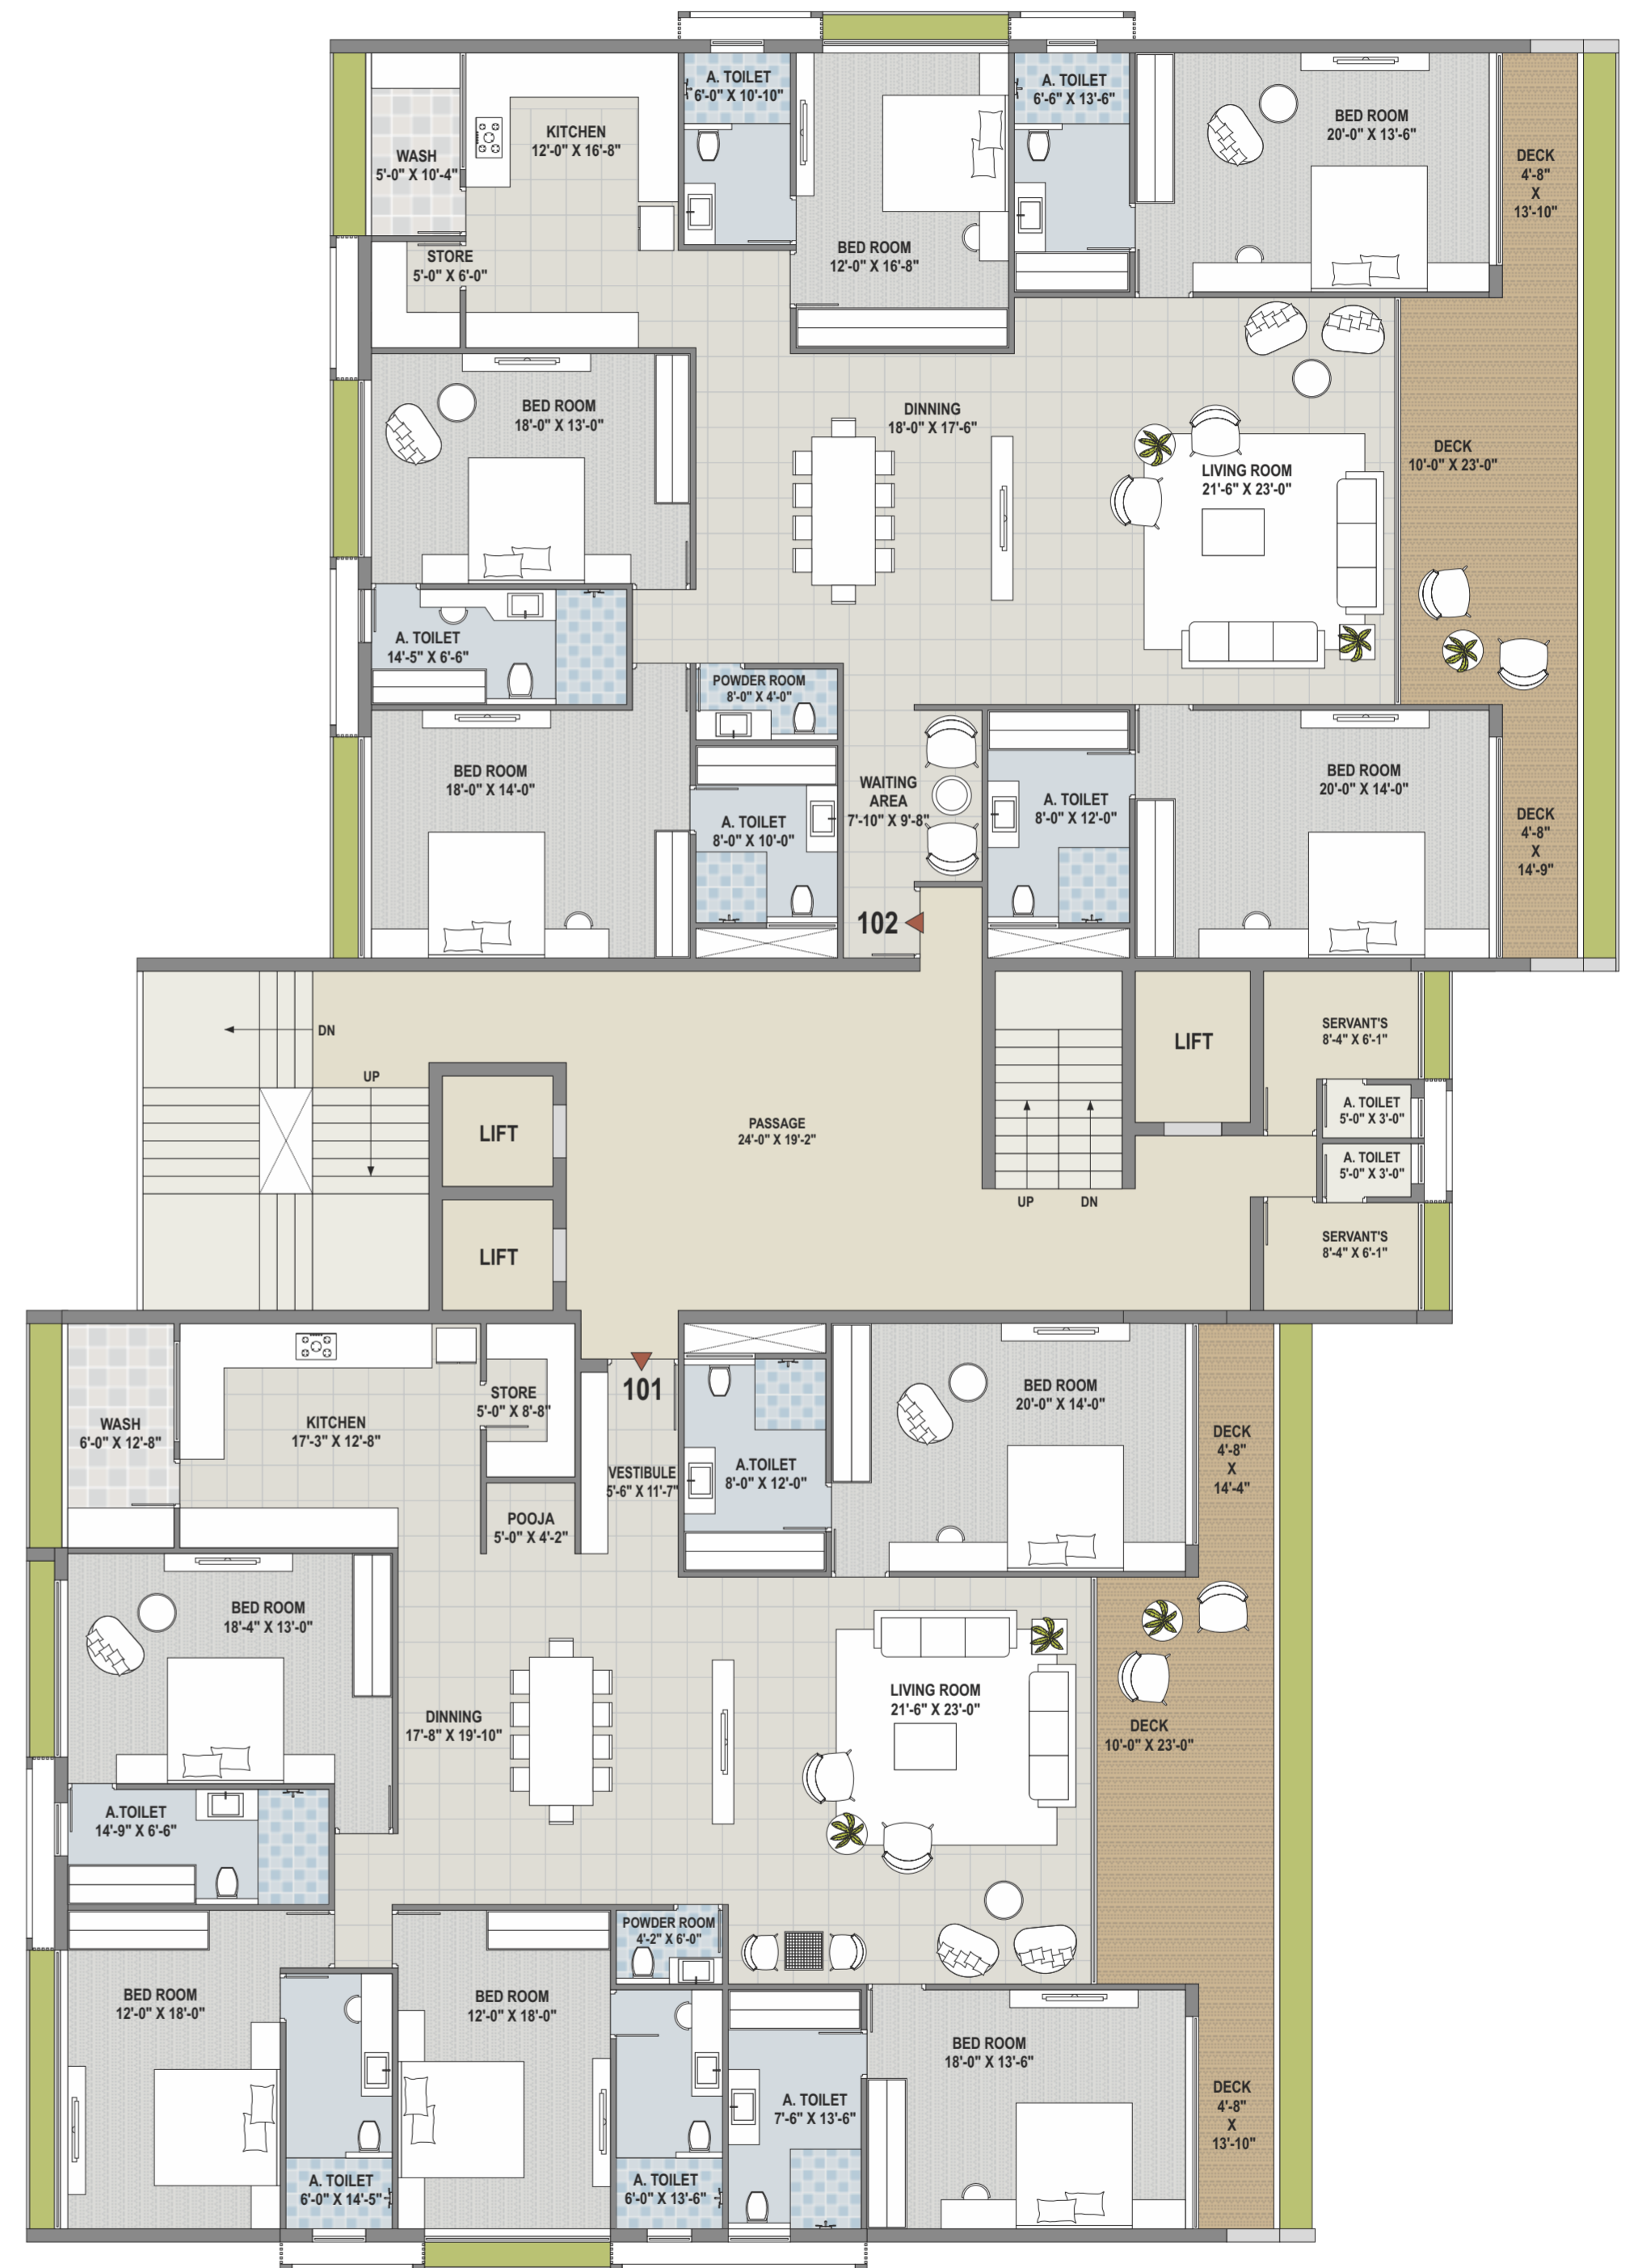 A. TOILET
6'-0" X 10'-10"
A. TOILET
6'-6" X 13'-6"
BED ROOM
20'-0" X 13'-6"
KITCHEN
12'-0" X 16'-8"
WASH
5'-0" X 10'-4"
DECK
4'-8"
X
13'-10"
STORE
5'-0" X 6'-0"
BED ROOM
12'-0" X 16'-8"
BED ROOM
18'-0" X 13'-0"
DINNING
18'-0" X 17'-6"
LIVING ROOM
21'-6" X 23'-0"
DECK
10'-0" X 23'-0"
A. TOILET
14'-5" X 6'-6"
POWDER ROOM
8'-0" X 4'-0"
BED ROOM
18'-0" X 14'-0"
WAITING
AREA
7'-10" X 9'-8"
A. TOILET
8'-0" X 10'-0"
A. TOILET
8'-0" X 12'-0"
BED ROOM
20'-0" X 14'-0"
DECK
4'-8"
X
14'-9"
102
DN
UP
LIFT
SERVANT'S
8'-4" X 6'-1"
LIFT
PASSAGE
24'-0" X 19'-2"
A. TOILET
5'-0" X 3'-0"
A. TOILET
5'-0" X 3'-0"
UP
DN
LIFT
SERVANT'S
8'-4" X 6'-1"
101
WASH
6'-0" X 12'-8"
KITCHEN
17'-3" X 12'-8"
STORE
5'-0" X 8'-8"
VESTIBULE
5'-6" X 11'-7"
POOJA
5'-0" X 4'-2"
A.TOILET
8'-0" X 12'-0"
BED ROOM
20'-0" X 14'-0"
DECK
4'-8"
X
14'-4"
BED ROOM
18'-4" X 13'-0"
DINNING
17'-8" X 19'-10"
LIVING ROOM
21'-6" X 23'-0"
DECK
10'-0" X 23'-0"
A.TOILET
14'-9" X 6'-6"
POWDER ROOM
4'-2" X 6'-0"
BED ROOM
12'-0" X 18'-0"
BED ROOM
12'-0" X 18'-0"
BED ROOM
18'-0" X 13'-6"
A. TOILET
7'-6" X 13'-6"
DECK
4'-8"
X
13'-10"
A. TOILET
6'-0" X 14'-5"
A. TOILET
6'-0" X 13'-6"